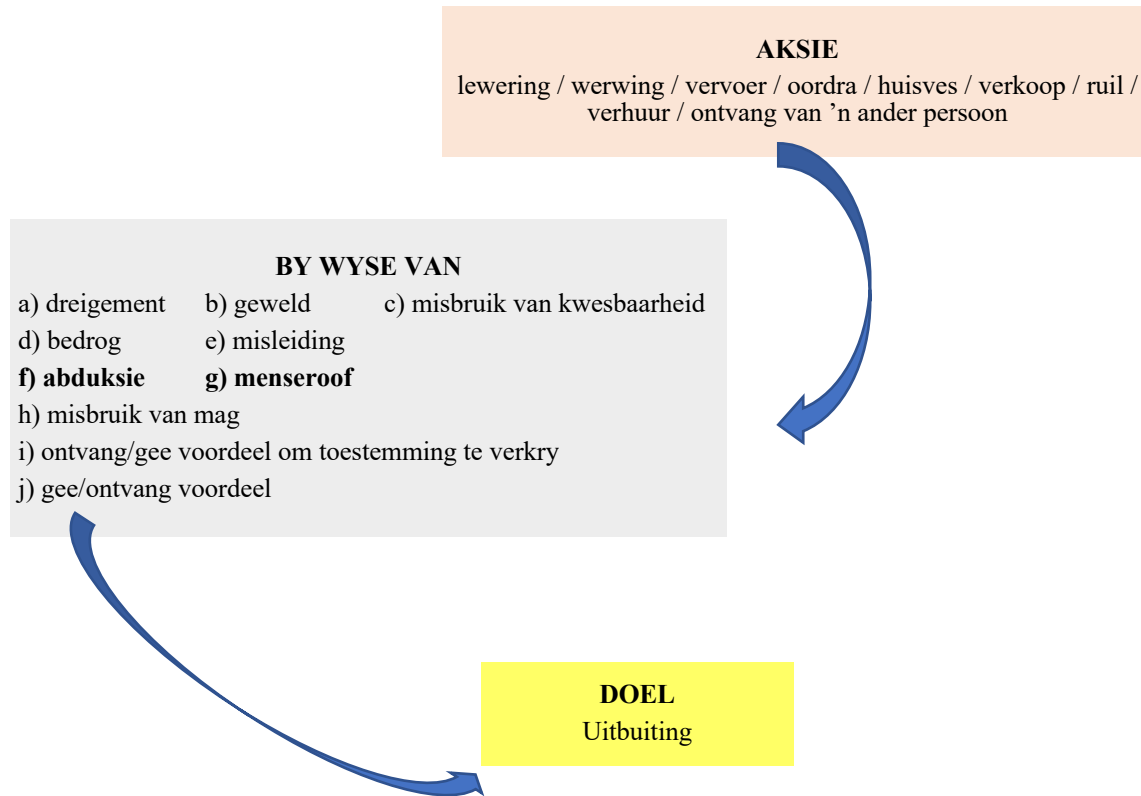 AKSIE
lewering / werwing / vervoer / oordra / huisves / verkoop / ruil /
verhuur / ontvang van ’n ander persoon
BY WYSE VAN
a) dreigement b) geweld c) misbruik van kwesbaarheid
d) bedrog e) misleiding
f) abduksie g) menseroof
h) misbruik van mag
i) ontvang/gee voordeel om toestemming te verkry
j) gee/ontvang voordeel
DOEL
Uitbuiting